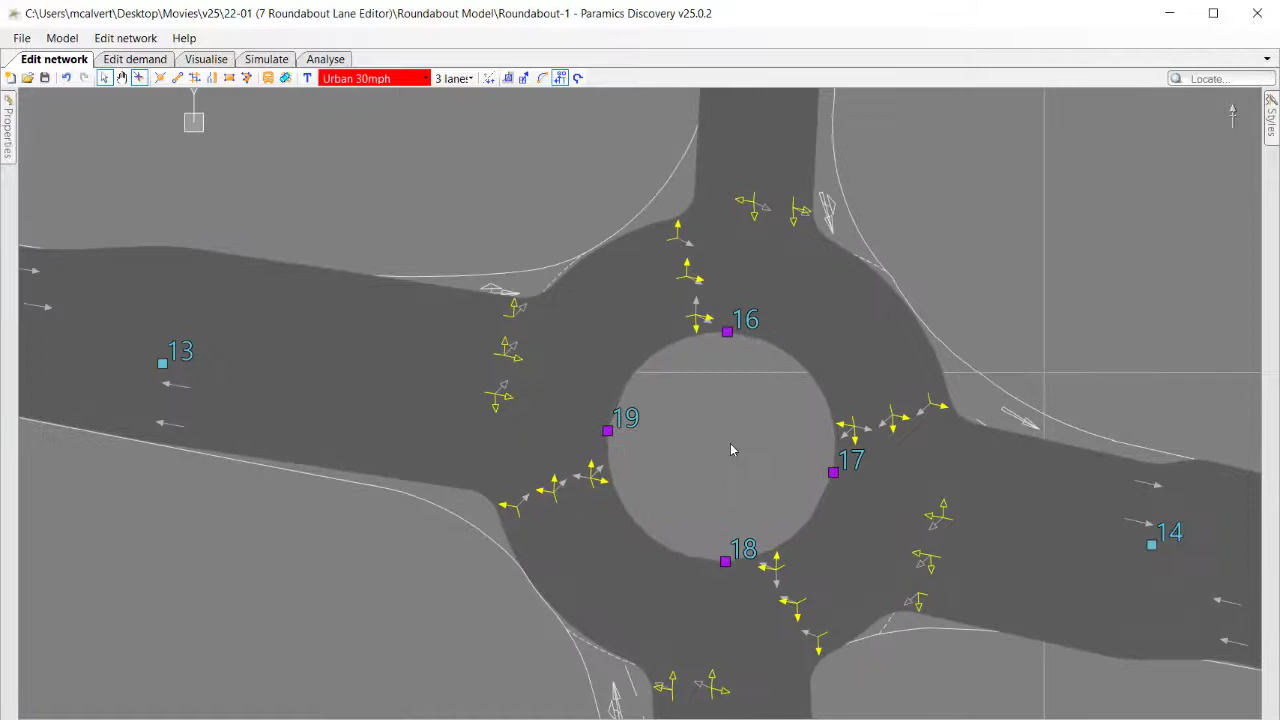 C:\Users\mcalvert\Desktop\Movies\v25\22-01 (7 Roundabout Lane Editor)\Roundabout Model\Roundabout-1 - Paramics Discovery v25.0.2
File Model Edit network Help
Edit network Edit demand Visualise Simulate Analyse
T Urban 30mph 3 lanes Locate...
Properties
Styles
Y
16
13
19
17
18
14